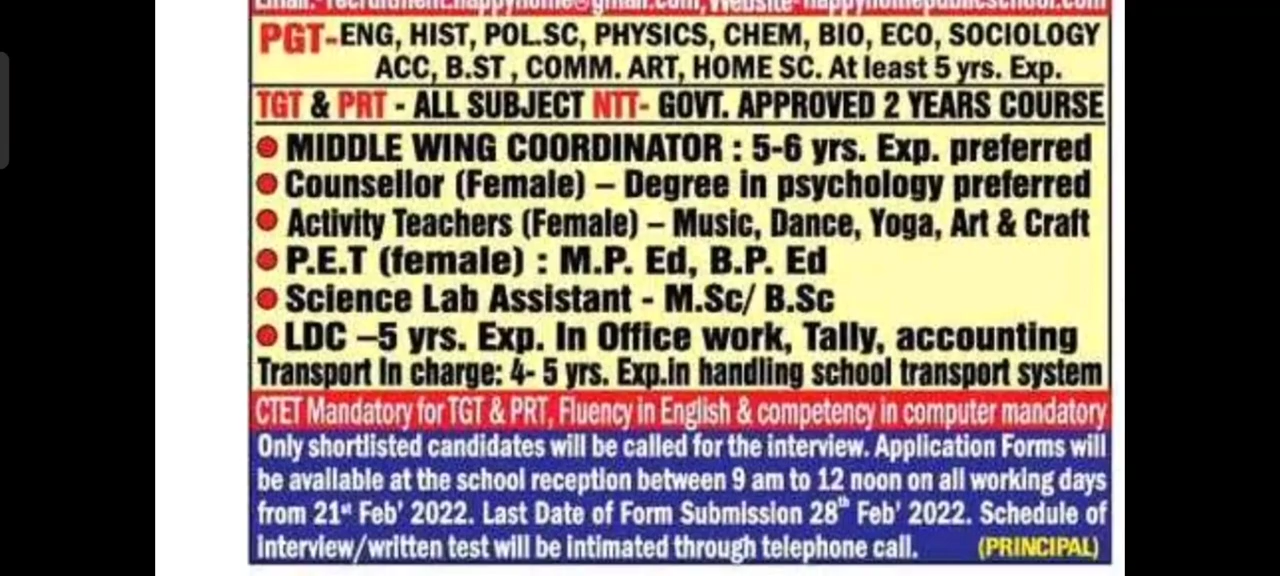 PGT-ENG, HIST, POL.SC, PHYSICS, CHEM, BIO, ECO, SOCIOLOGY
ACC, B.ST , COMM. ART, HOME SC. At least 5 yrs. Exp.
TGT & PRT - ALL SUBJECT NTT- GOVT. APPROVED 2 YEARS COURSE
• MIDDLE WING COORDINATOR : 5-6 yrs. Exp. preferred
• Counsellor (Female) – Degree in psychology preferred
• Activity Teachers (Female) – Music, Dance, Yoga, Art & Craft
• P.E.T (female) : M.P. Ed, B.P. Ed
• Science Lab Assistant - M.Sc/ B.Sc
• LDC –5 yrs. Exp. In Office work, Tally, accounting
Transport In charge: 4- 5 yrs. Exp.in handling school transport system
CTET Mandatory for TGT & PRT, Fluency in English & competency in computer mandatory
Only shortlisted candidates will be called for the interview. Application Forms will
be available at the school reception between 9 am to 12 noon on all working days
from 21st Feb' 2022. Last Date of Form Submission 28th Feb' 2022. Schedule of
interview/written test will be intimated through telephone call. (PRINCIPAL)